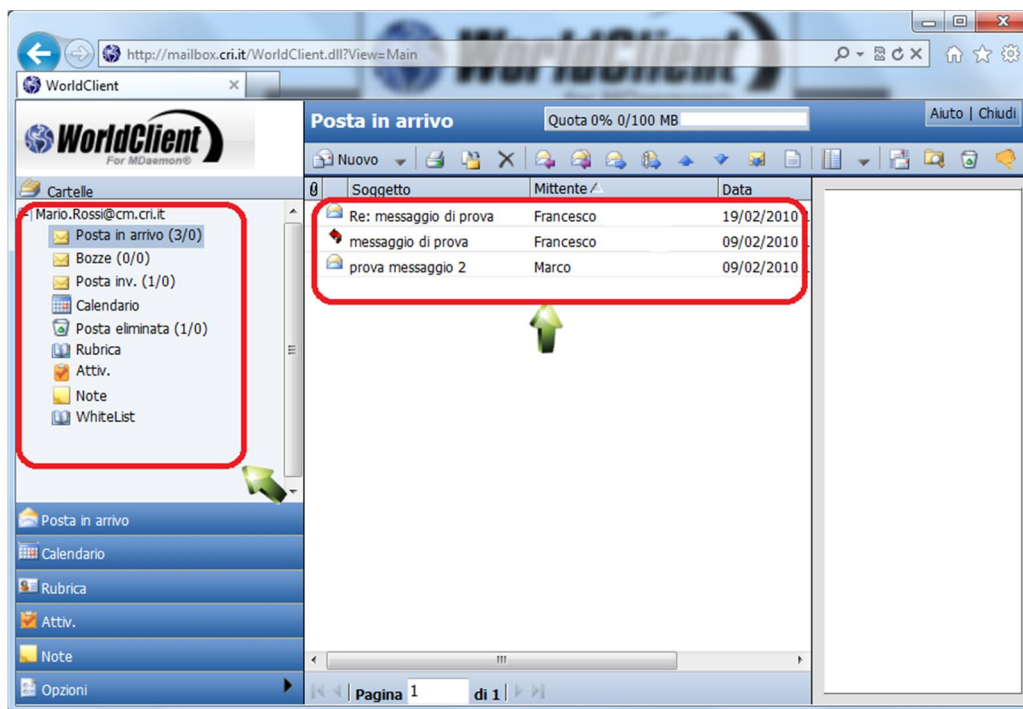 http://mailbox.cri.it/WorldClient.dll?View=Main
WorldClient
WorldClient
WorldClient
For MDaemon®
Posta in arrivo
Quota 0% 0/100 MB
Aiuto | Chiudi
Nuovo
Cartelle
Soggetto Mittente Data
Mario.Rossi@cm.cri.it
Posta in arrivo (3/0)
Bozze (0/0)
Posta inv. (1/0)
Calendario
Posta eliminata (1/0)
Rubrica
Attiv.
Note
WhiteList
Re: messaggio di prova Francesco 19/02/2010
messaggio di prova Francesco 09/02/2010
prova messaggio 2 Marco 09/02/2010
Posta in arrivo
Calendario
Rubrica
Attiv.
Note
Opzioni
Pagina 1 di 1